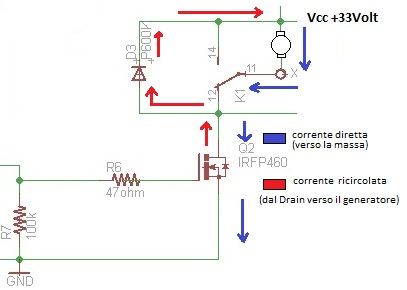 Vcc +33Volt
D3
P600
14
11
X
12
K1
corrente diretta
(verso la massa)
Q2
IRFP460
R6
47ohm
corrente ricircolata
(dal Drain verso il generatore)
R7
100k
GND